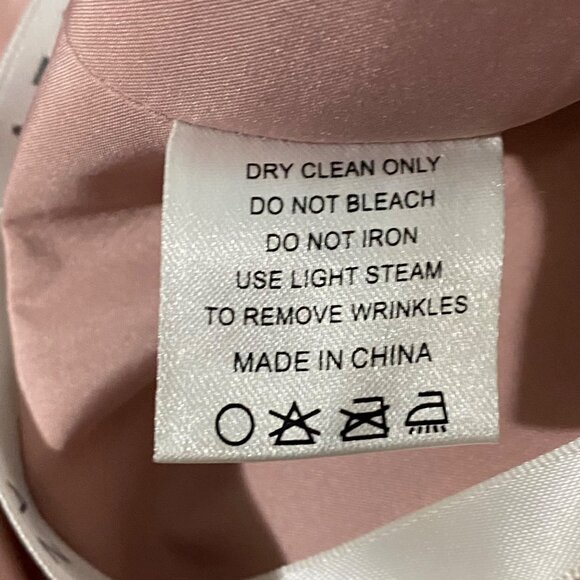 DRY CLEAN ONLY
DO NOT BLEACH
DO NOT IRON
USE LIGHT STEAM
TO REMOVE WRINKLES
MADE IN CHINA